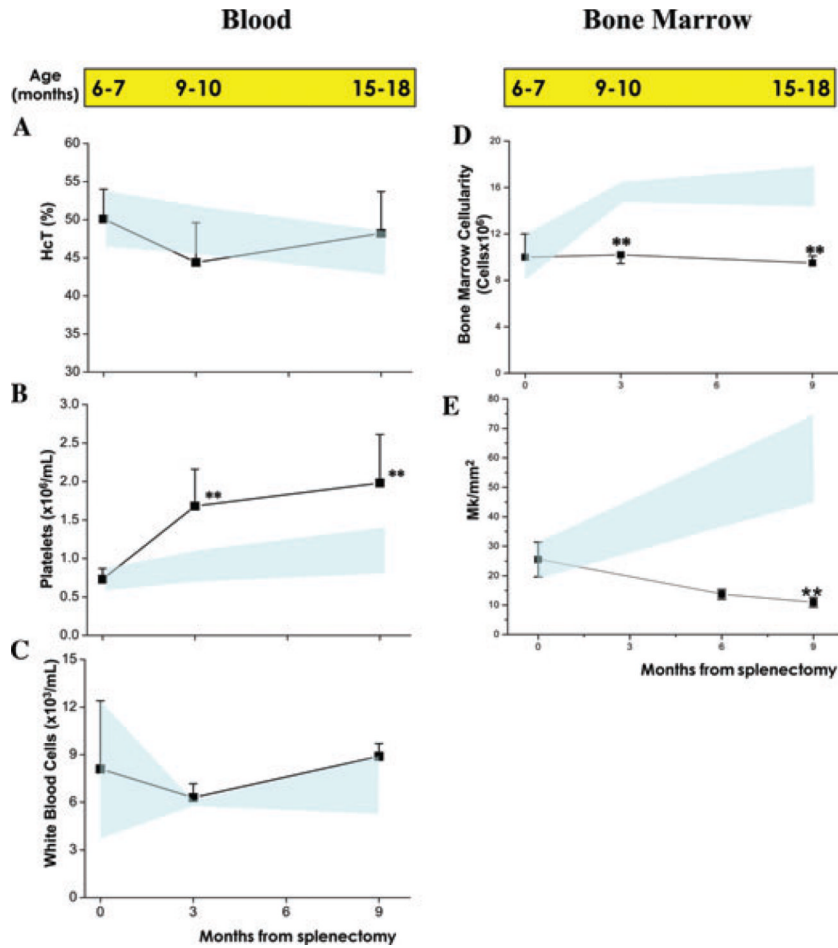 Blood
Bone Marrow
Age
(months)
6-7 9-10 15-18
6-7 9-10 15-18
A
60
55
50
45
40
35
30
HcT (%)
B
3.0
2.5
2.0
1.5
1.0
0.5
0.0
Platelets (x10⁶/mL)
**
**
C
15
12
9
6
3
0
White Blood Cells (x10³/mL)
0 3 6 9
Months from splenectomy
D
20
16
12
8
4
0
Bone Marrow Cellularity
(Cellsx10⁶)
**
**
0 3 6 9
E
80
70
60
50
40
30
20
10
0
Mk/mm²
**
0 3 6 9
Months from splenectomy